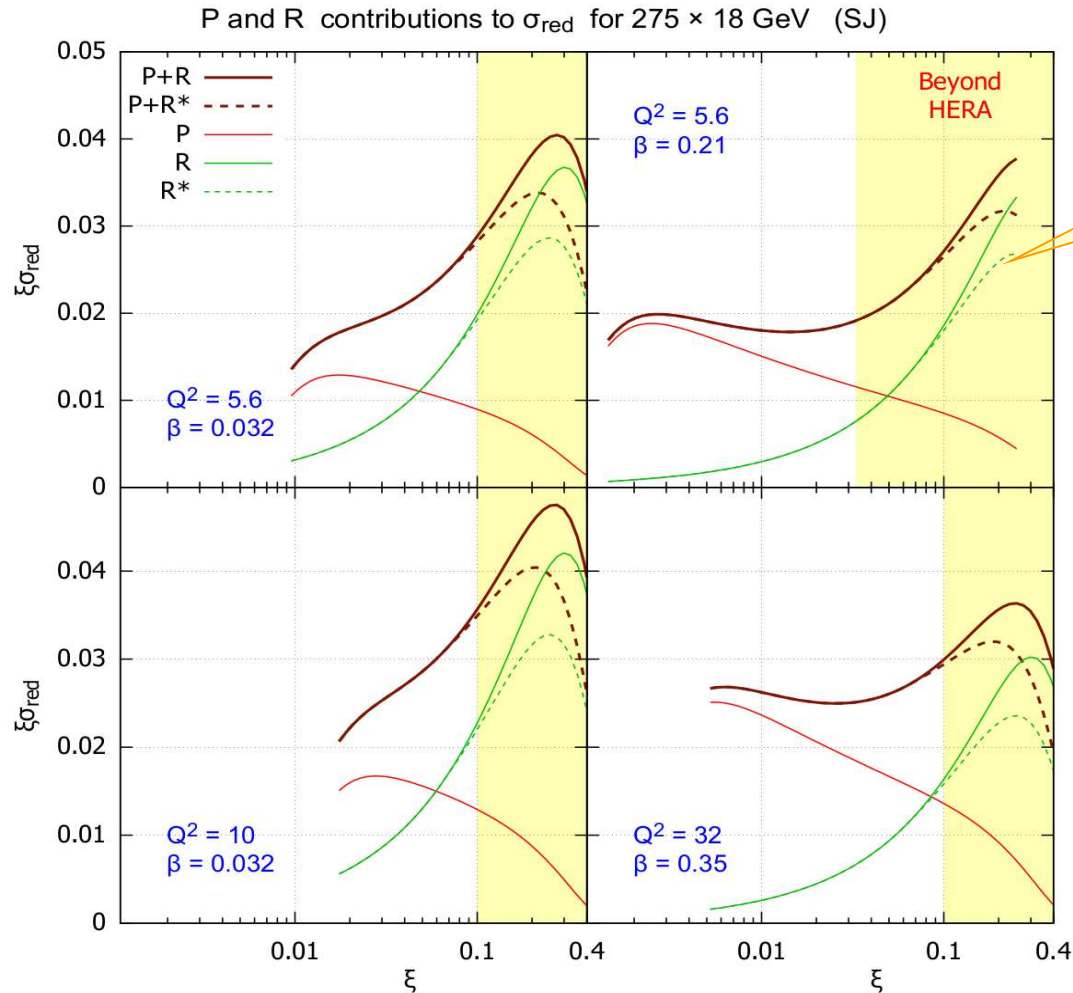 P and R contributions to σred for 275 × 18 GeV (SJ)
P+R
P+R*
P
R
R*
Q² = 5.6
β = 0.032
Q² = 5.6
β = 0.21
Beyond
HERA
ξσred
0.05
0.04
0.03
0.02
0.01
0
Q² = 10
β = 0.032
Q² = 32
β = 0.35
ξσred
0.04
0.03
0.02
0.01
0
0.01 0.1 0.4 0.01 0.1 0.4
ξ ξ